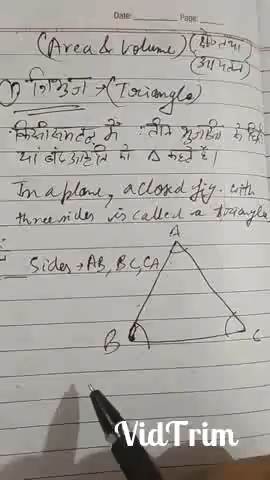 Date: Page:
(Area & Volume) (क्षेत्र तथा
आयतन)
① त्रिभुज → (Triangle)
किसी समतल में तीन भुजाओं से घिरी
बंद आकृति को Δ कहते हैं।
In a plane, a closed fig. with
three sides is called a triangle
Sides → AB, BC, CA
A
B
C
VidTrim